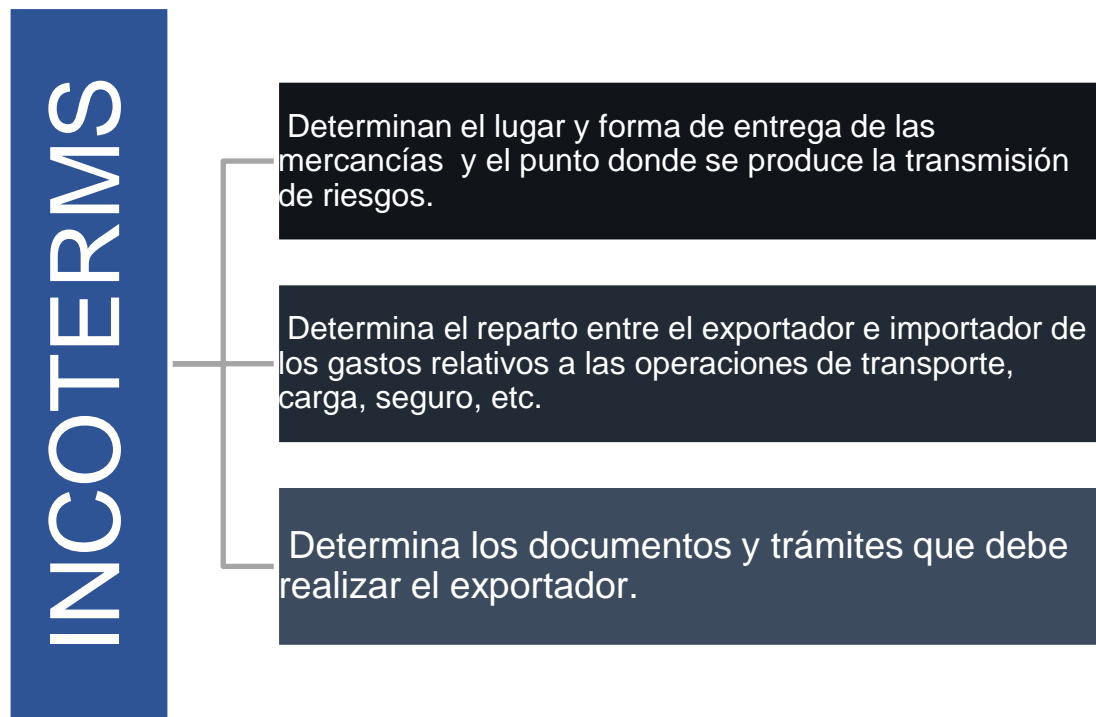 INCOTERMS
Determinan el lugar y forma de entrega de las
mercancías y el punto donde se produce la transmisión
de riesgos.
Determina el reparto entre el exportador e importador de
los gastos relativos a las operaciones de transporte,
carga, seguro, etc.
Determina los documentos y trámites que debe
realizar el exportador.